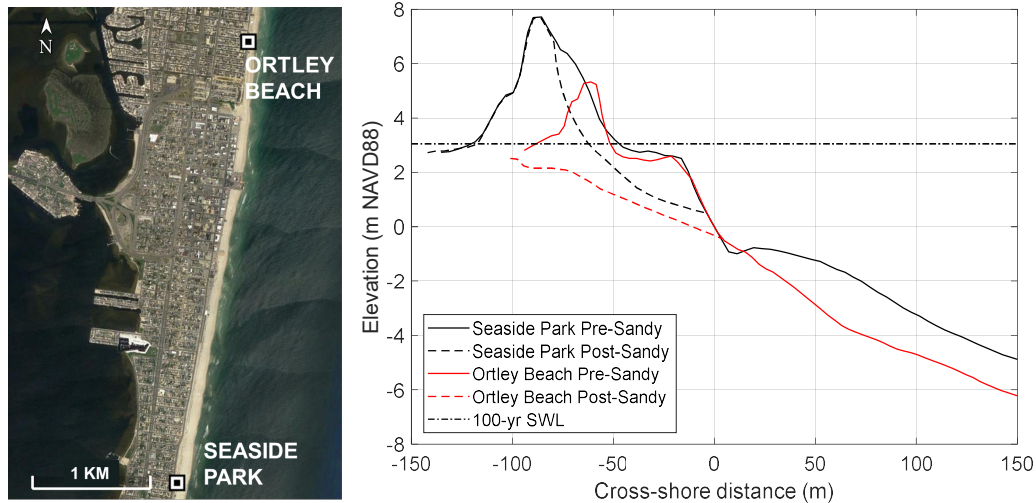 N
ORTLEY
BEACH
SEASIDE
PARK
1 KM
Elevation (m NAVD88)
8
6
4
2
0
-2
-4
-6
-8
Seaside Park Pre-Sandy
Seaside Park Post-Sandy
Ortley Beach Pre-Sandy
Ortley Beach Post-Sandy
100-yr SWL
-150
-100
-50
0
50
100
150
Cross-shore distance (m)